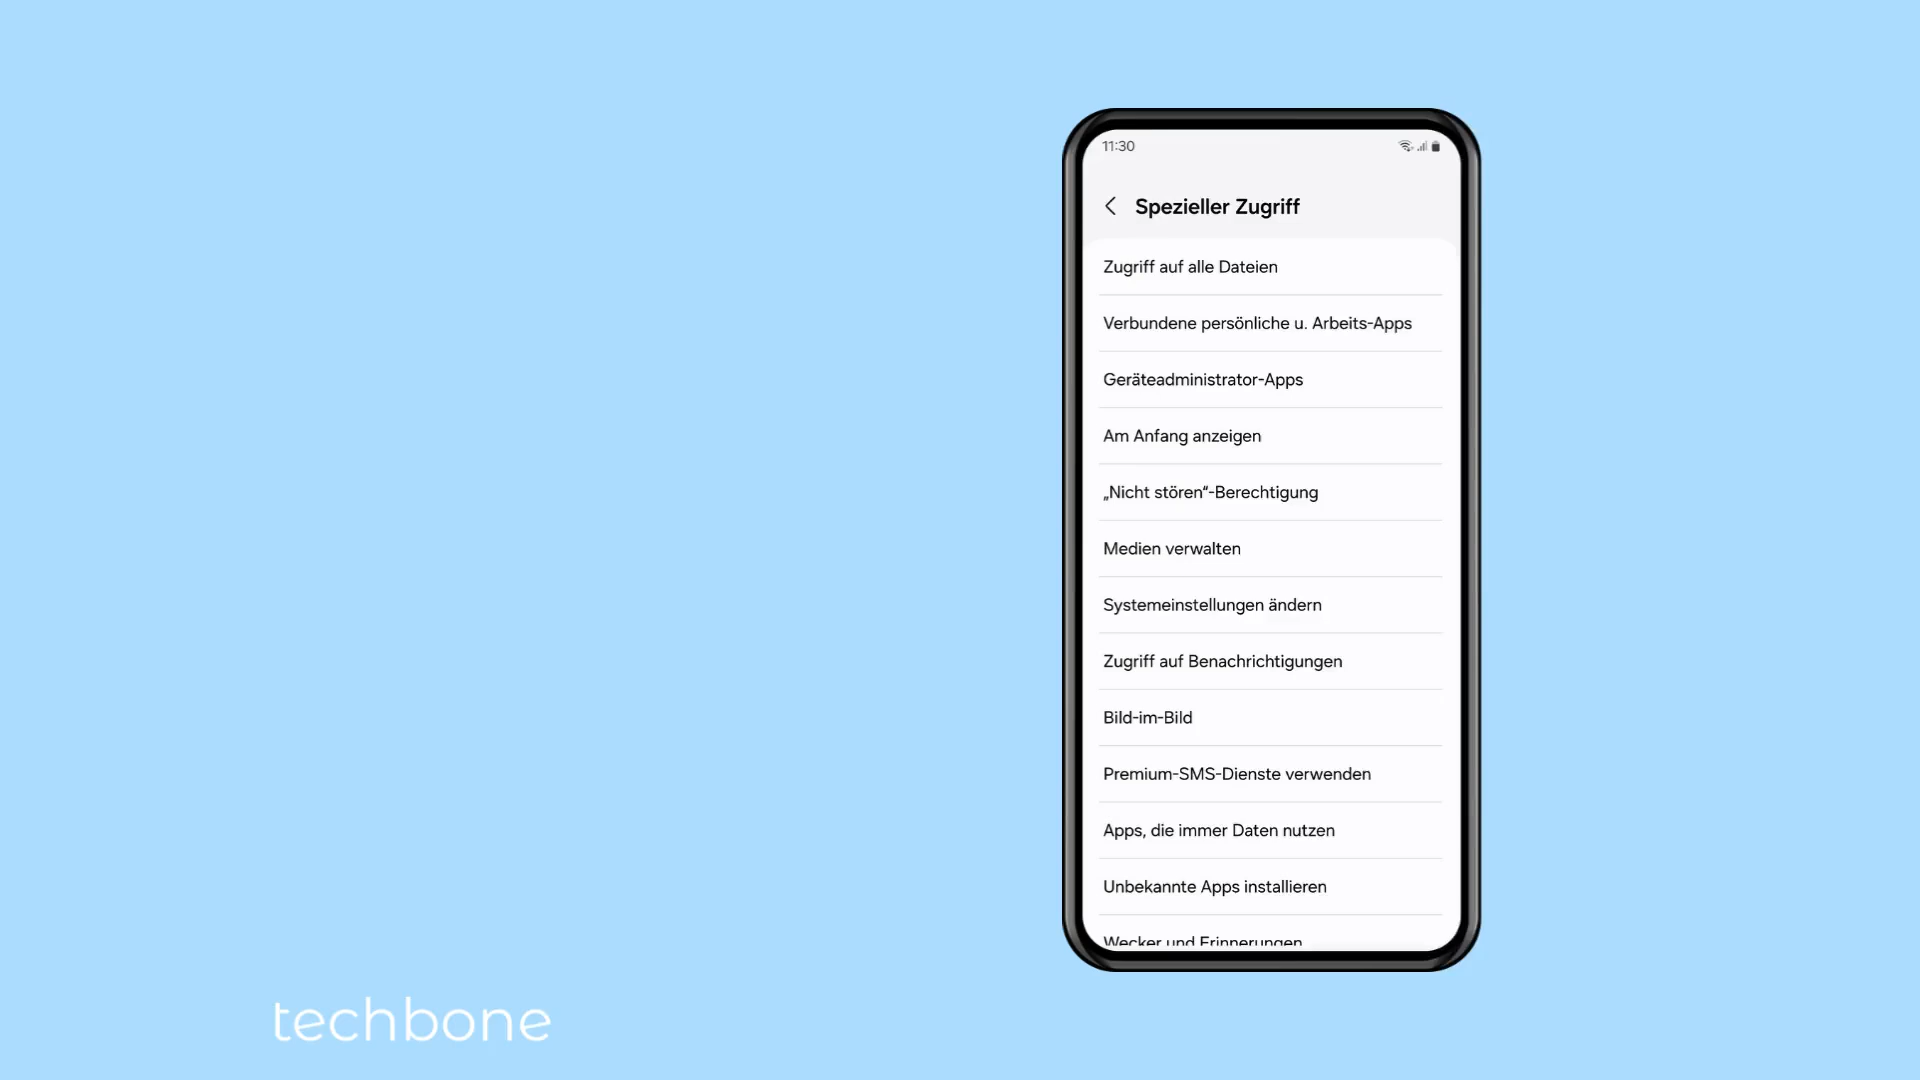 11:30
Spezieller Zugriff
Zugriff auf alle Dateien
Verbundene persönliche u. Arbeits-Apps
Geräteadministrator-Apps
Am Anfang anzeigen
„Nicht stören“-Berechtigung
Medien verwalten
Systemeinstellungen ändern
Zugriff auf Benachrichtigungen
Bild-im-Bild
Premium-SMS-Dienste verwenden
Apps, die immer Daten nutzen
Unbekannte Apps installieren
Wecker und Erinnerungen
techbone